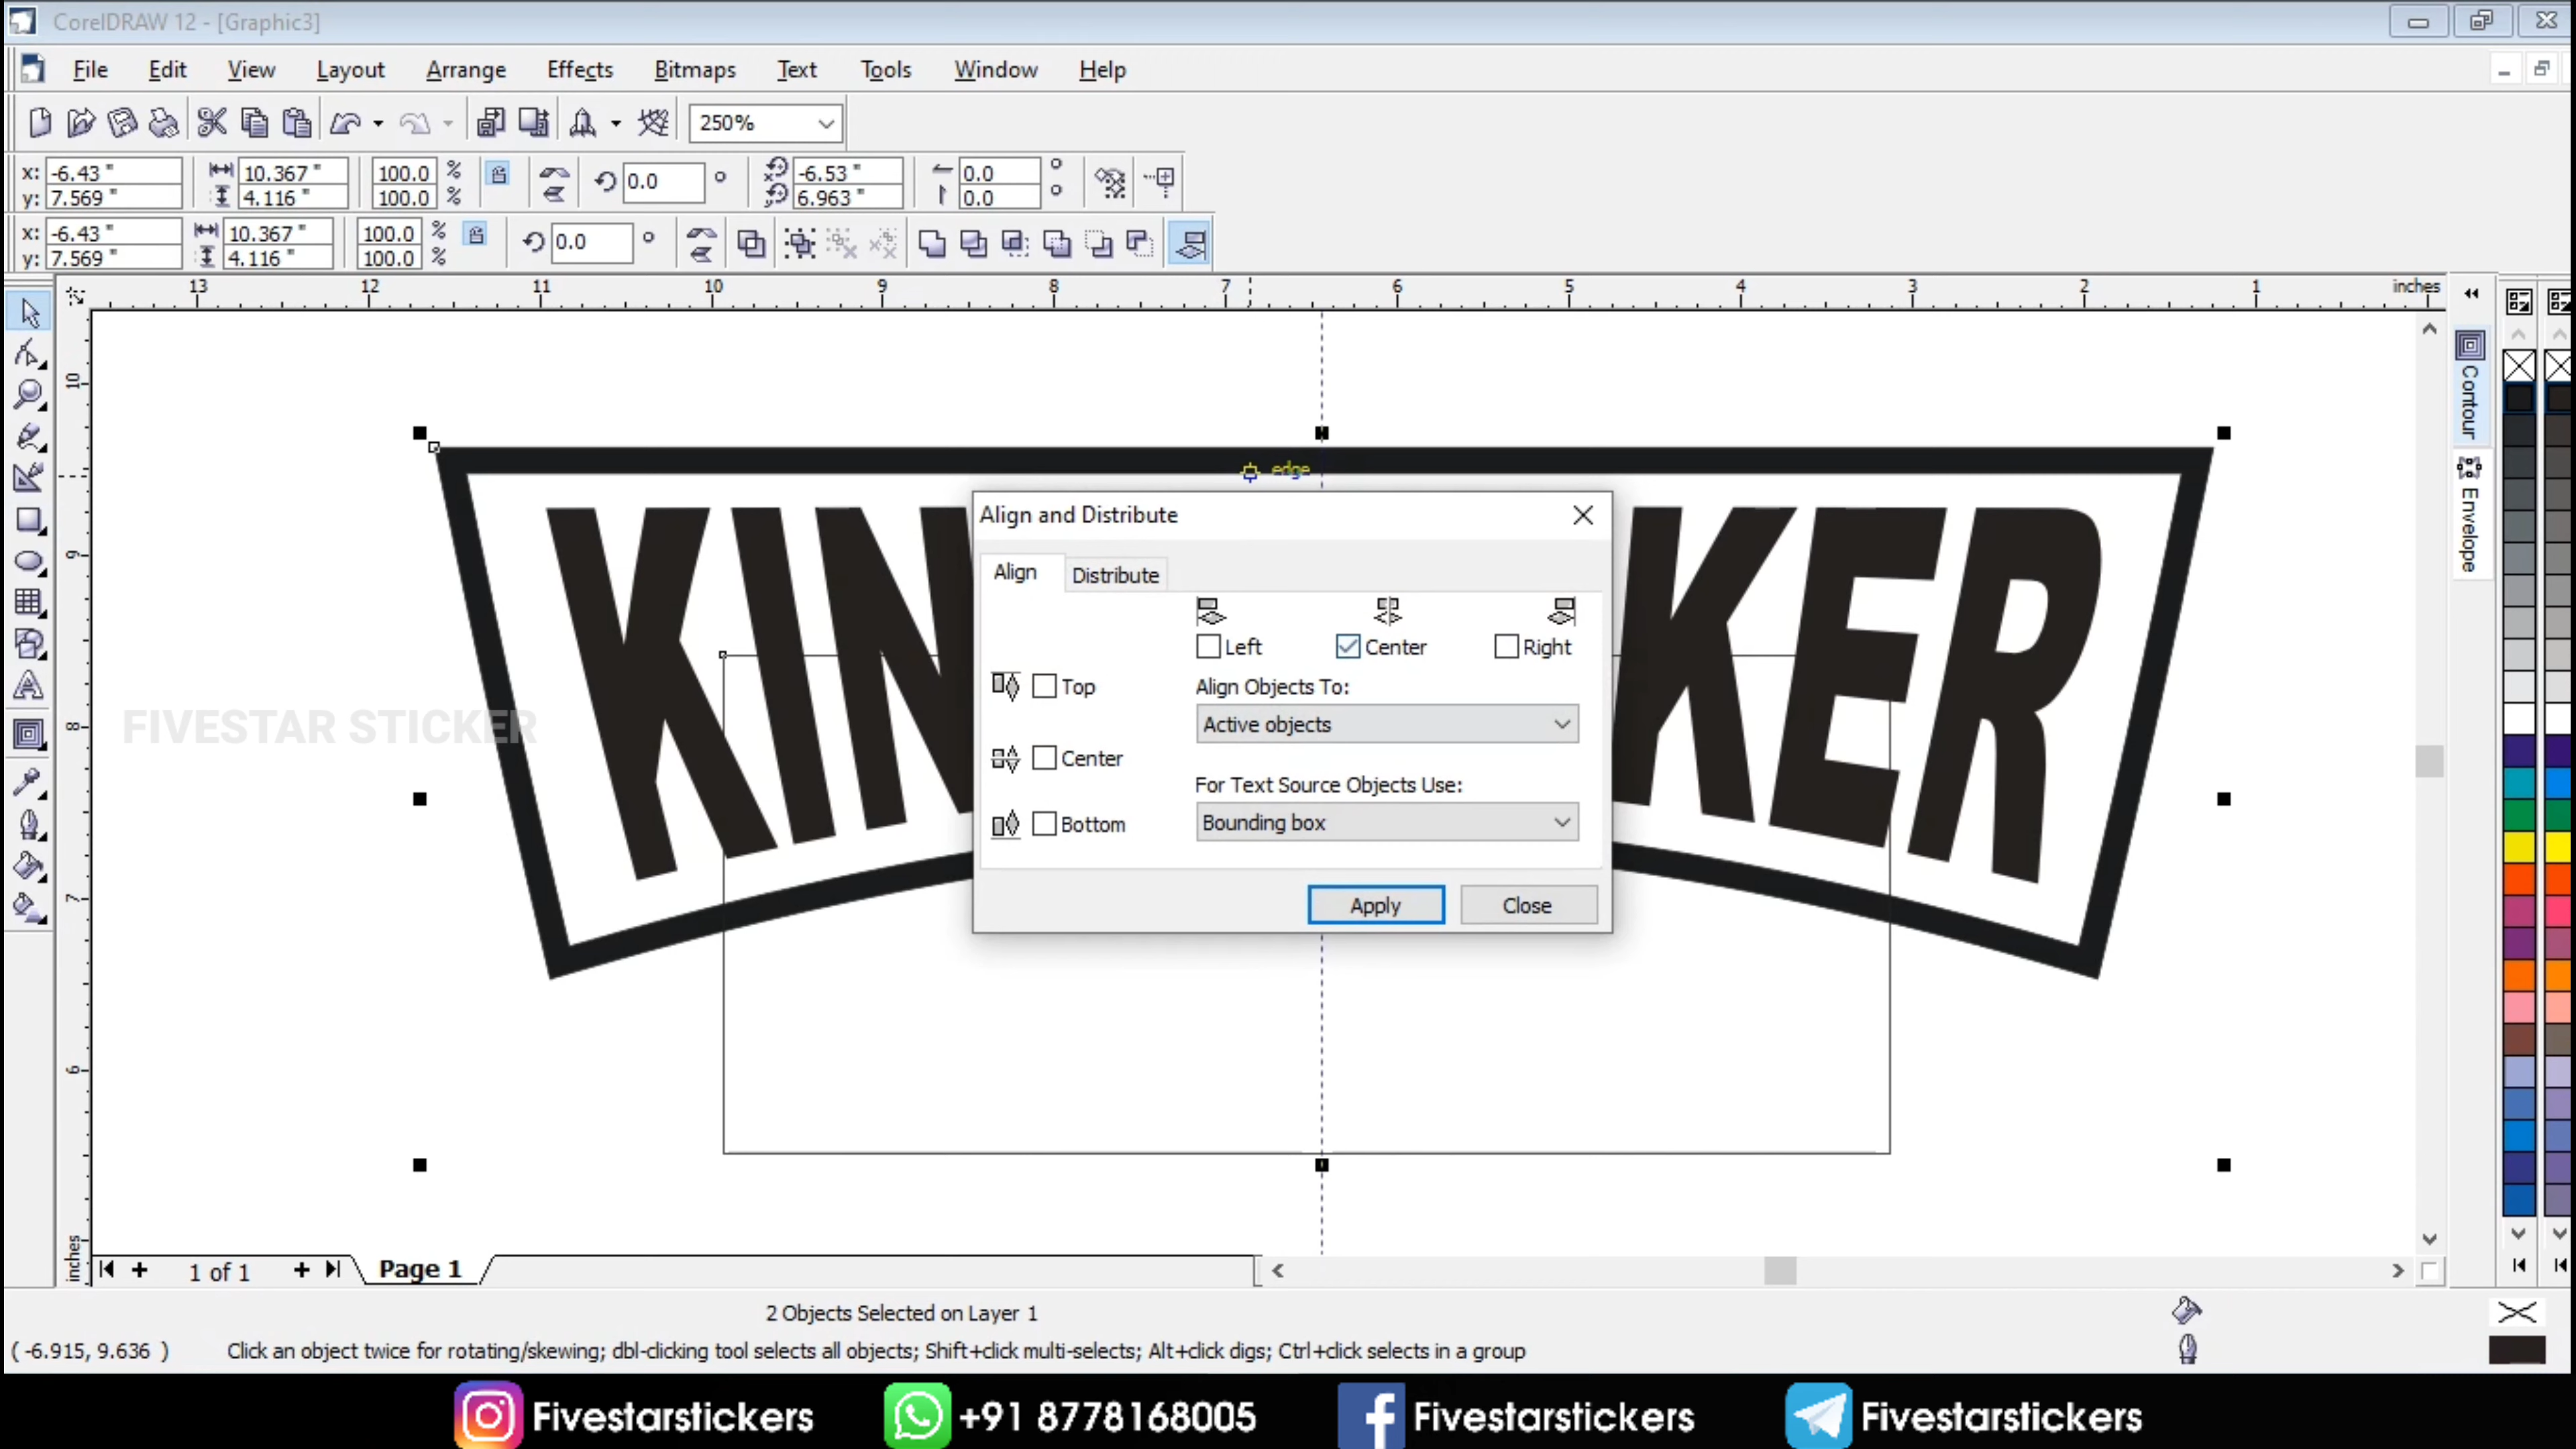 CorelDRAW 12 - [Graphic3]
File Edit View Layout Arrange Effects Bitmaps Text Tools Window Help
250%
x: -6.43 " 10.367 " 100.0 % 0.0 ° -6.53 " 0.0 °
y: 7.569 " 4.116 " 100.0 % 6.963 " 0.0 °
x: -6.43 " 10.367 " 100.0 % 0.0 °
y: 7.569 " 4.116 " 100.0 %
13 12 11 10 9 8 7 6 5 4 3 2 1 inches
10
9
8
7
6
inches
edge
KIN
KER
FIVESTAR STICKER
Align and Distribute
Align Distribute
Left Center Right
Top
Center
Bottom
Align Objects To:
Active objects
For Text Source Objects Use:
Bounding box
Apply Close
Contour
Envelope
1 of 1 Page 1
2 Objects Selected on Layer 1
( -6.915, 9.636 ) Click an object twice for rotating/skewing; dbl-clicking tool selects all objects; Shift+click multi-selects; Alt+click digs; Ctrl+click selects in a group
Fivestarstickers +91 8778168005 Fivestarstickers Fivestarstickers